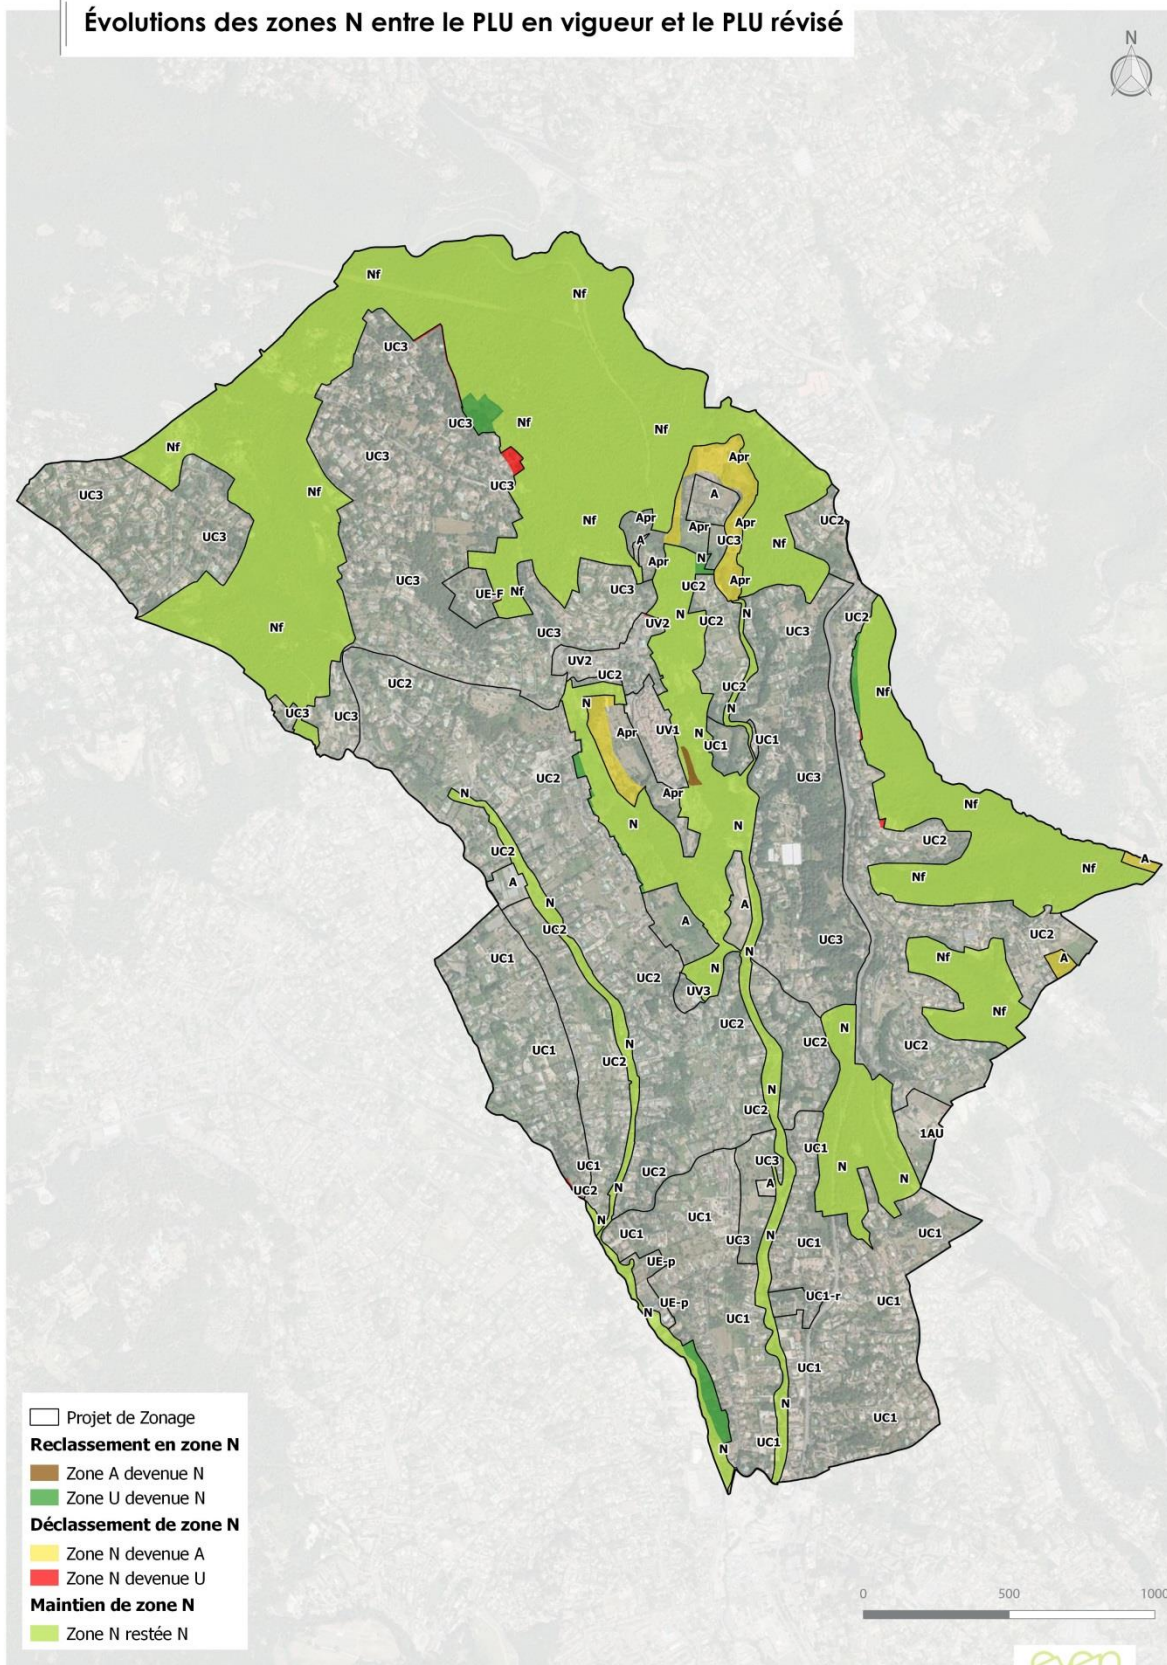 Évolutions des zones N entre le PLU en vigueur et le PLU révisé
N
Nf
Nf
UC3
UC3
Nf
Nf
Nf
UC3
Apr
UC3
Nf
UC3
UC3
A
Apr
Nf
Apr
Apr
UC2
UC3
A
UC3
Nf
Apr
N
UC3
UC3
Apr
UE-F
Nf
UC3
UC2
Nf
N
UV2
UC2
N
UC3
UC2
UC3
UV2
UC2
UC2
UC2
Nf
N
N
UC3
UC3
Apr
UV1
N
UC1
UC1
UC2
UC3
N
Apr
Nf
N
N
UC2
UC2
A
Nf
Nf
A
N
A
A
UC2
UC2
UC3
N
Nf
A
UC1
N
UC2
UV3
Nf
UC2
N
UC2
UC2
N
UC1
UC2
N
UC2
1AU
UC1
UC3
N
UC1
UC2
N
A
UC2
N
N
UC1
UC1
UC3
N
UC1
UC1
UE-p
UE-p
UC1-r
UC1
N
UC1
UC1
N
UC1
N
UC1
Projet de Zonage
Reclassement en zone N
Zone A devenue N
Zone U devenue N
Déclassement de zone N
Zone N devenue A
Zone N devenue U
Maintien de zone N
Zone N restée N
0 500 1000
even